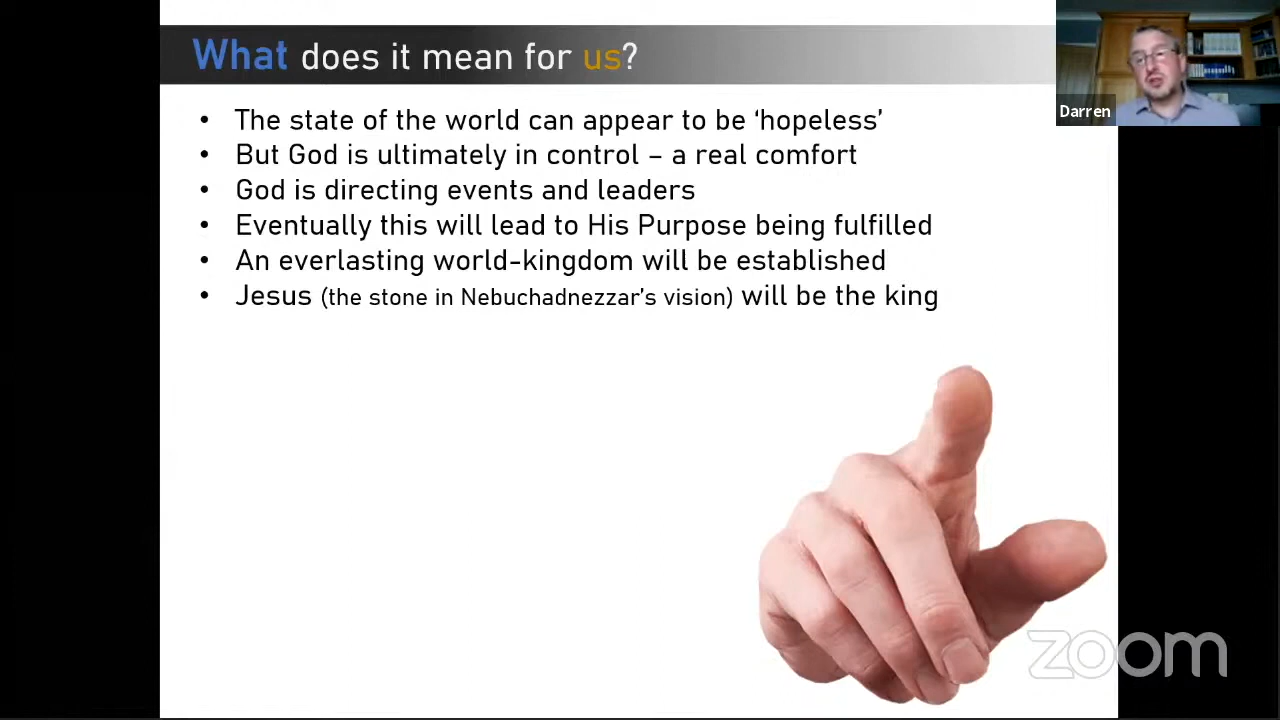 What does it mean for us?
Darren
• The state of the world can appear to be ‘hopeless’
• But God is ultimately in control – a real comfort
• God is directing events and leaders
• Eventually this will lead to His Purpose being fulfilled
• An everlasting world-kingdom will be established
• Jesus (the stone in Nebuchadnezzar’s vision) will be the king
zoom